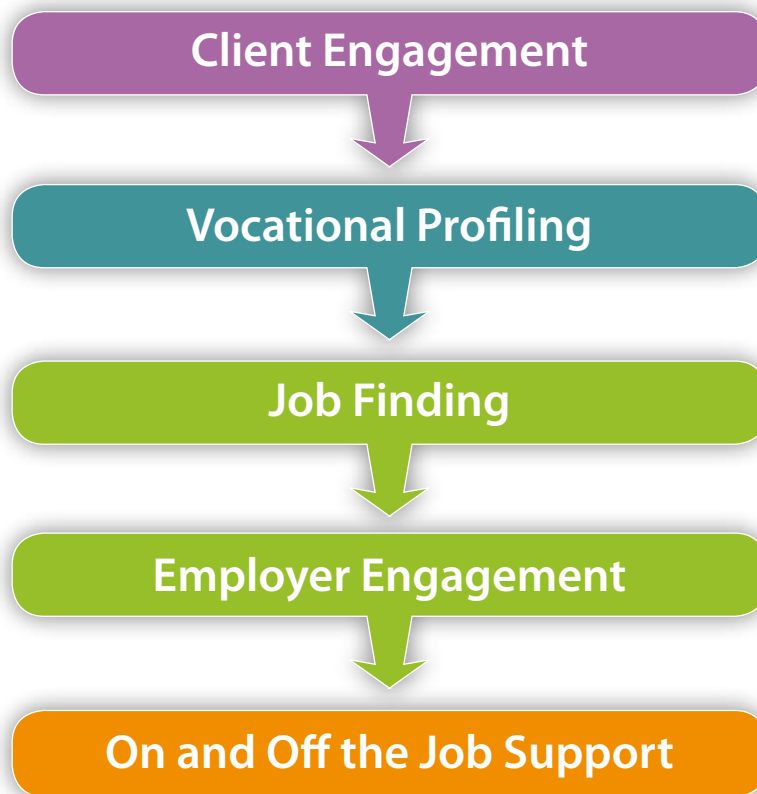 Client Engagement
Vocational Profiling
Job Finding
Employer Engagement
On and Off the Job Support